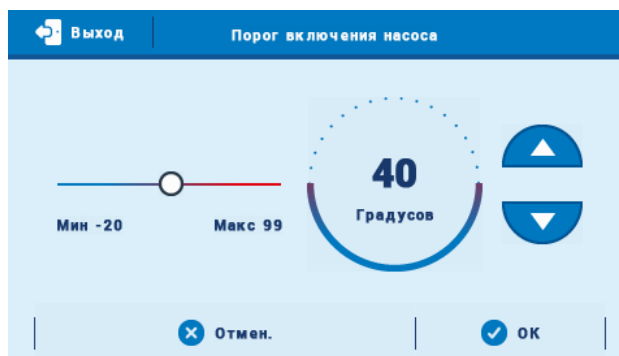 Выход
Порог включения насоса
40
Градусов
Мин -20
Макс 99
Отмен.
OK